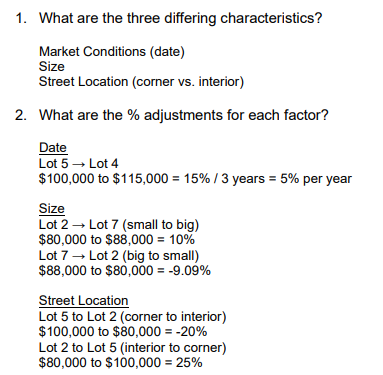 1. What are the three differing characteristics?
Market Conditions (date)
Size
Street Location (corner vs. interior)
2. What are the % adjustments for each factor?
Date
Lot 5 → Lot 4
$100,000 to $115,000 = 15% / 3 years = 5% per year
Size
Lot 2 → Lot 7 (small to big)
$80,000 to $88,000 = 10%
Lot 7 → Lot 2 (big to small)
$88,000 to $80,000 = -9.09%
Street Location
Lot 5 to Lot 2 (corner to interior)
$100,000 to $80,000 = -20%
Lot 2 to Lot 5 (interior to corner)
$80,000 to $100,000 = 25%